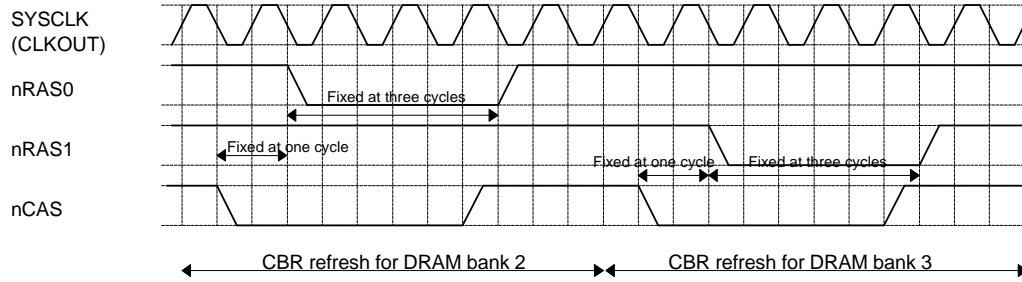 SYSCLK
(CLKOUT)
nRAS0
Fixed at three cycles
nRAS1
Fixed at one cycle
Fixed at one cycle
Fixed at three cycles
nCAS
CBR refresh for DRAM bank 2
CBR refresh for DRAM bank 3